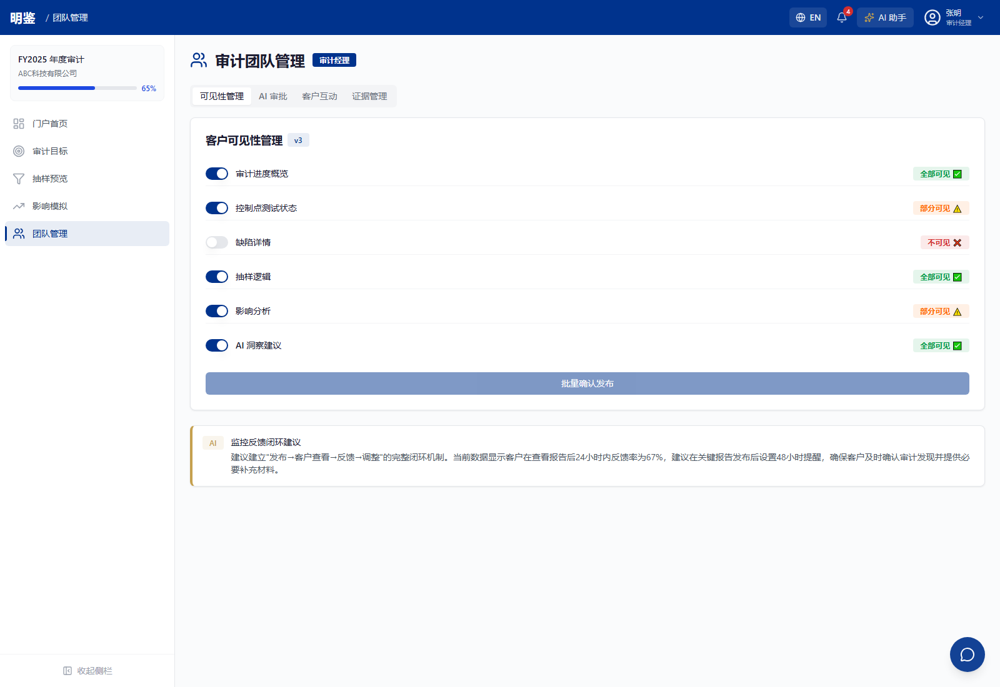 明鉴
/ 团队管理
EN
4
AI 助手
张明
审计经理
FY2025 年度审计
ABC科技有限公司
65%
门户首页
审计目标
抽样预览
影响模拟
团队管理
收起侧栏
审计团队管理
审计经理
可见性管理
AI 审批
客户互动
证据管理
客户可见性管理
v3
审计进度概览
全部可见 ✅
控制点测试状态
部分可见 ⚠️
缺陷详情
不可见 ❌
抽样逻辑
全部可见 ✅
影响分析
部分可见 ⚠️
AI 洞察建议
全部可见 ✅
批量确认发布
AI
监控反馈闭环建议
建议建立"发布→客户查看→反馈→调整"的完整闭环机制。当前数据显示客户在查看报告后24小时内反馈率为67%，建议在关键报告发布后设置48小时提醒，确保客户及时确认审计发现并提供必
要补充材料。